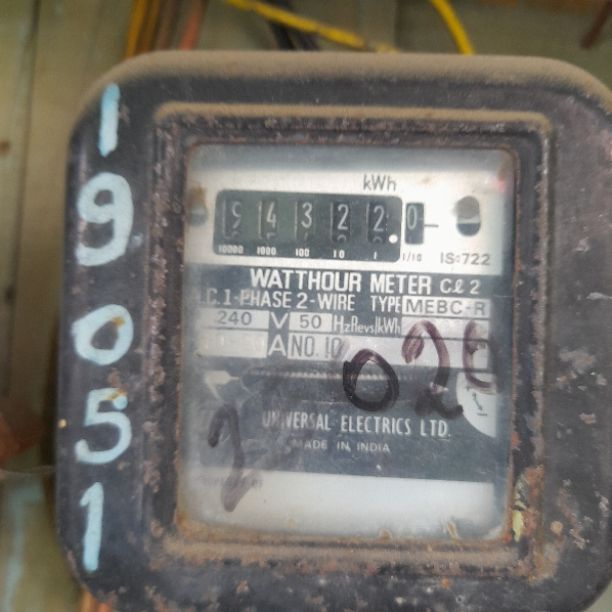 1
9
0
5
1
kWh
4 3 2 2 . 0
10000 1000 100 10 1 1/10
IS:722
WATTHOUR METER Cl 2
A.C. 1-PHASE 2-WIRE TYPE MEBC-R
240 V 50 Hz Revs/kWh
A NO. 10
UNIVERSAL ELECTRICS LTD.
MADE IN INDIA